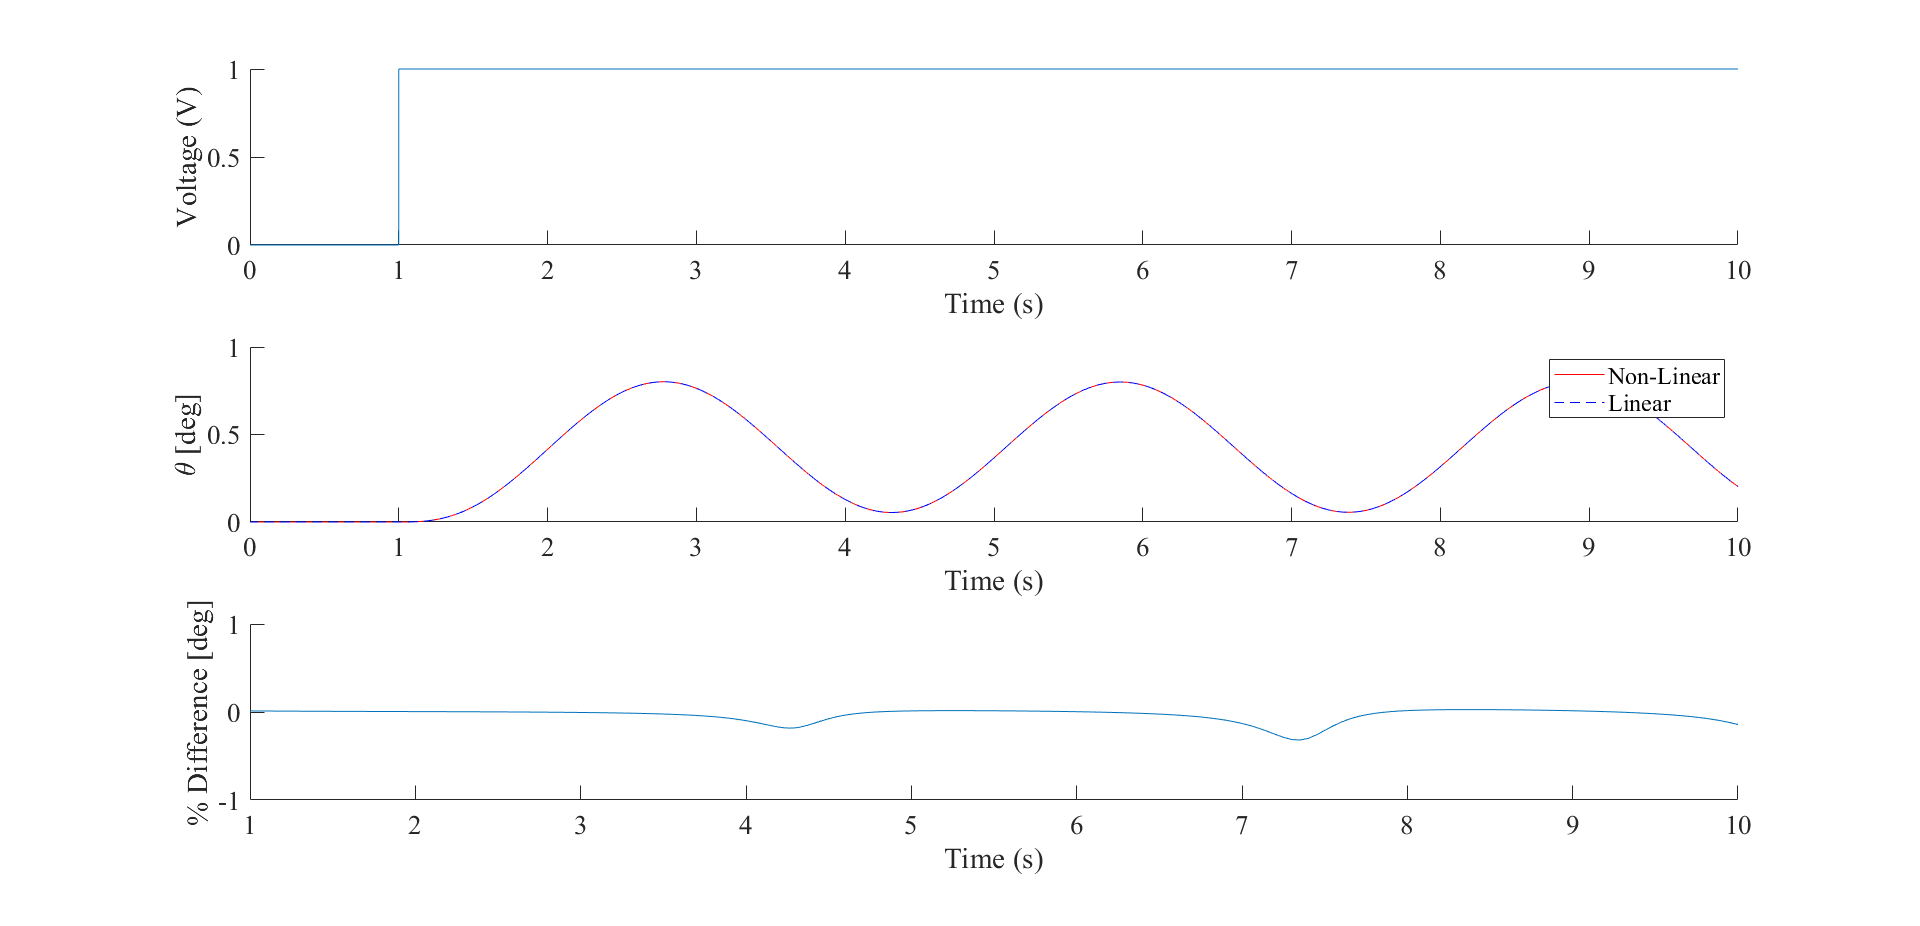 Voltage (V)
1
0.5
0
0 1 2 3 4 5 6 7 8 9 10
Time (s)
θ [deg]
1
0.5
0
Non-Linear
Linear
0 1 2 3 4 5 6 7 8 9 10
Time (s)
% Difference [deg]
1
0
-1
1 2 3 4 5 6 7 8 9 10
Time (s)